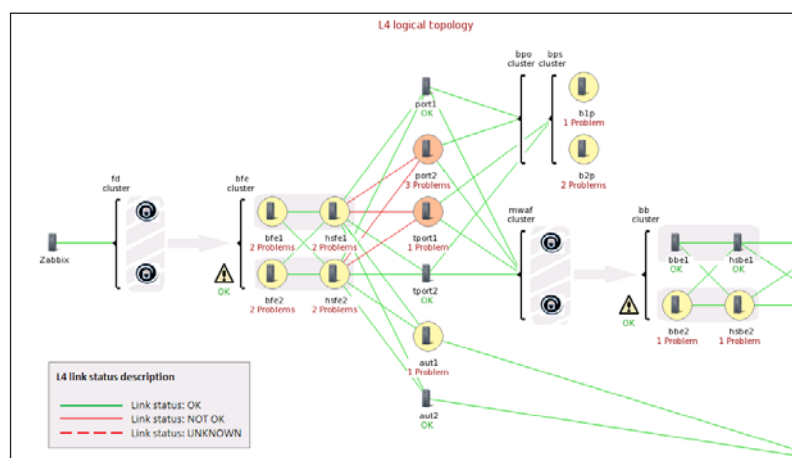 L4 logical topology
bpo
cluster
bps
cluster
port1
OK
b1p
1 Problem
port2
3 Problems
b2p
2 Problems
fd
cluster
bfe
cluster
mwaf
cluster
bb
cluster
Zabbix
bfe1
2 Problems
hsfe1
2 Problems
tport1
1 Problem
bbe1
OK
hsbe1
OK
OK
bfe2
2 Problems
hsfe2
2 Problems
tport2
OK
OK
bbe2
1 Problem
hsbe2
1 Problem
aut1
1 Problem
aut2
OK
L4 link status description
Link status: OK
Link status: NOT OK
Link status: UNKNOWN